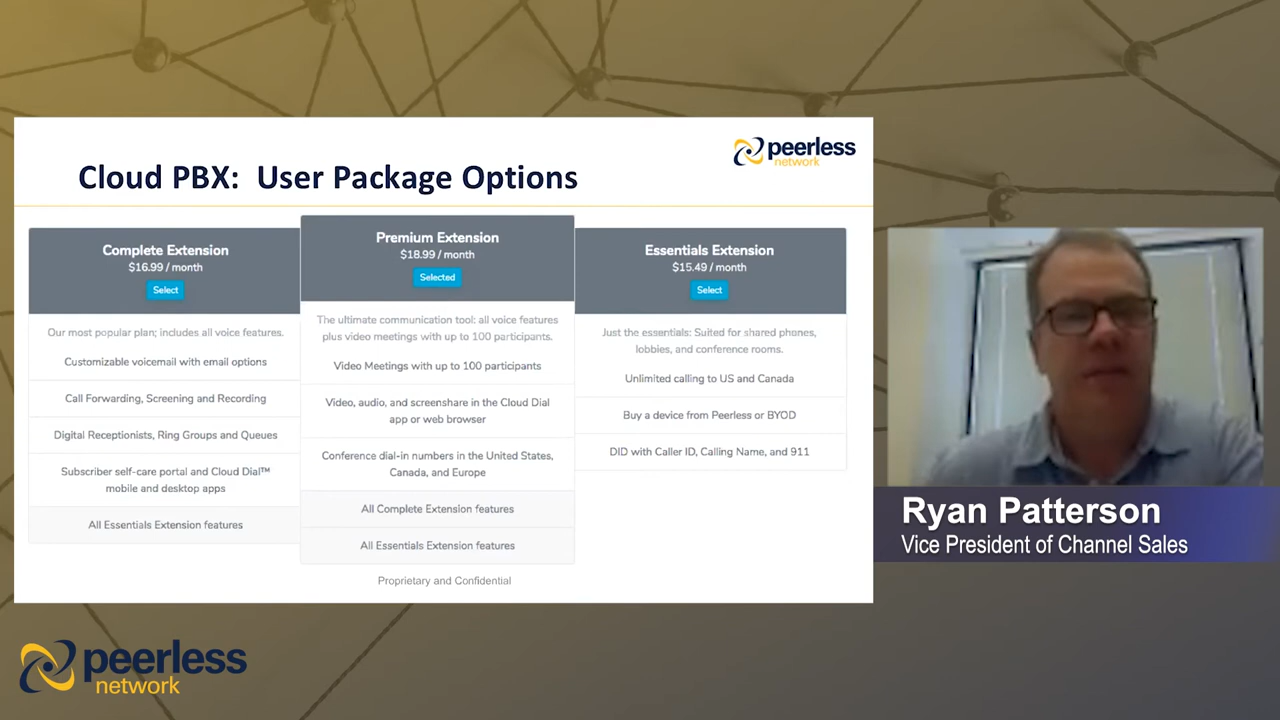 peerless
network
Cloud PBX: User Package Options
Complete Extension
$16.99 / month
Select
Our most popular plan; includes all voice features.
Customizable voicemail with email options
Call Forwarding, Screening and Recording
Digital Receptionists, Ring Groups and Queues
Subscriber self-care portal and Cloud Dial™
mobile and desktop apps
All Essentials Extension features
Premium Extension
$18.99 / month
Selected
The ultimate communication tool: all voice features
plus video meetings with up to 100 participants.
Video Meetings with up to 100 participants
Video, audio, and screenshare in the Cloud Dial
app or web browser
Conference dial-in numbers in the United States,
Canada, and Europe
All Complete Extension features
All Essentials Extension features
Essentials Extension
$15.49 / month
Select
Just the essentials: Suited for shared phones,
lobbies, and conference rooms.
Unlimited calling to US and Canada
Buy a device from Peerless or BYOD
DID with Caller ID, Calling Name, and 911
Proprietary and Confidential
Ryan Patterson
Vice President of Channel Sales
peerless
network